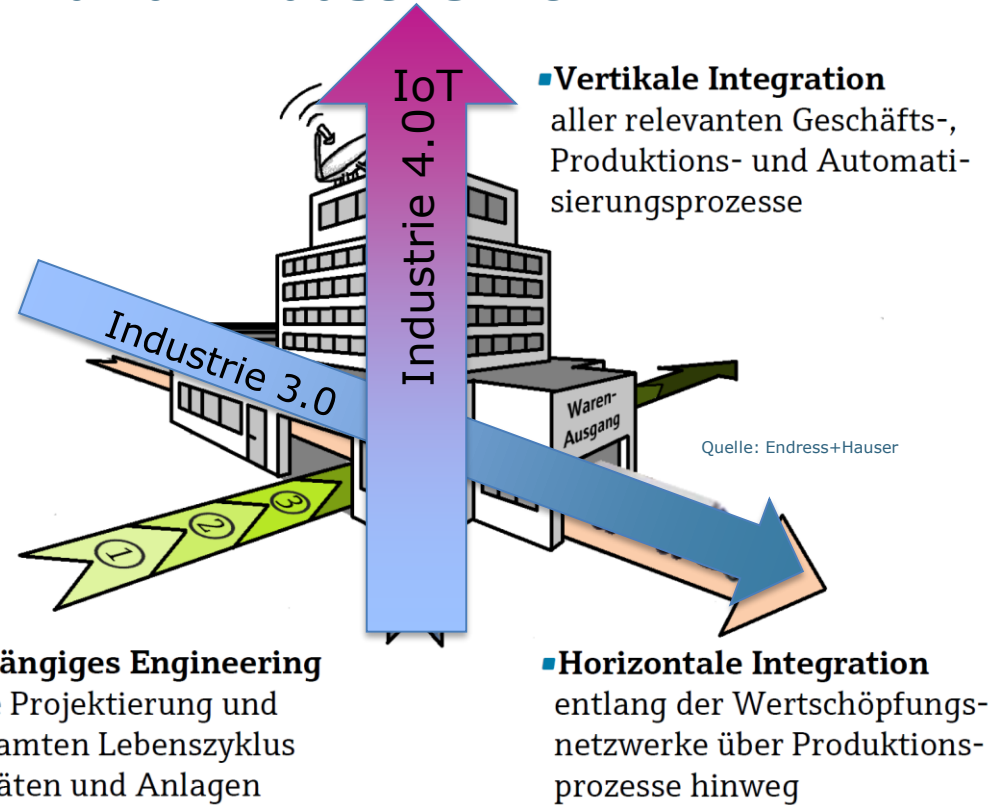 IoT
Industrie 4.0
▪Vertikale Integration
aller relevanten Geschäfts-,
Produktions- und Automati-
sierungsprozesse
Industrie 3.0
Waren-
Ausgang
Quelle: Endress+Hauser
1
2
3
ängiges Engineering
Projektierung und
amten Lebenszyklus
äten und Anlagen
▪Horizontale Integration
entlang der Wertschöpfungs-
netzwerke über Produktions-
prozesse hinweg